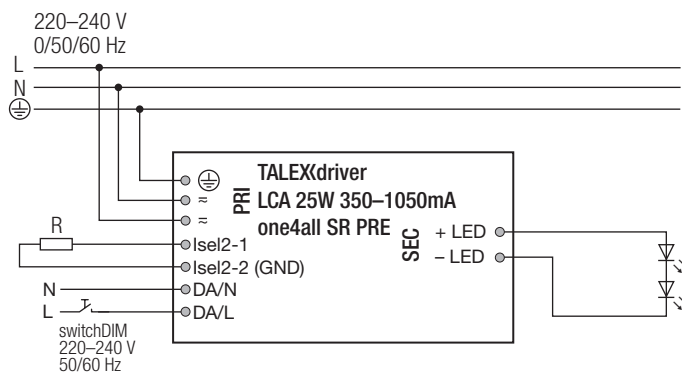 220–240 V
0/50/60 Hz
L
N
PRI
TALEXXdriver
LCA 25W 350–1050mA
one4all SR PRE
≂
≂
SEC
+ LED
– LED
R
Isel2-1
Isel2-2 (GND)
N
DA/N
L
DA/L
switchDIM
220–240 V
50/60 Hz